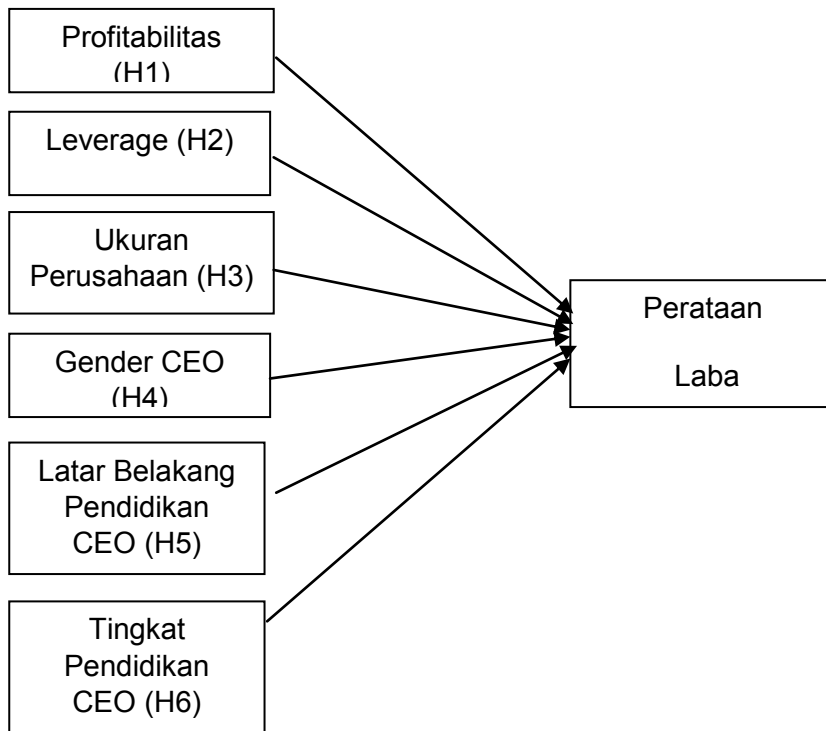 Profitabilitas
(H1)
Leverage (H2)
Ukuran
Perusahaan (H3)
Gender CEO
(H4)
Latar Belakang
Pendidikan
CEO (H5)
Tingkat
Pendidikan
CEO (H6)
Perataan
Laba